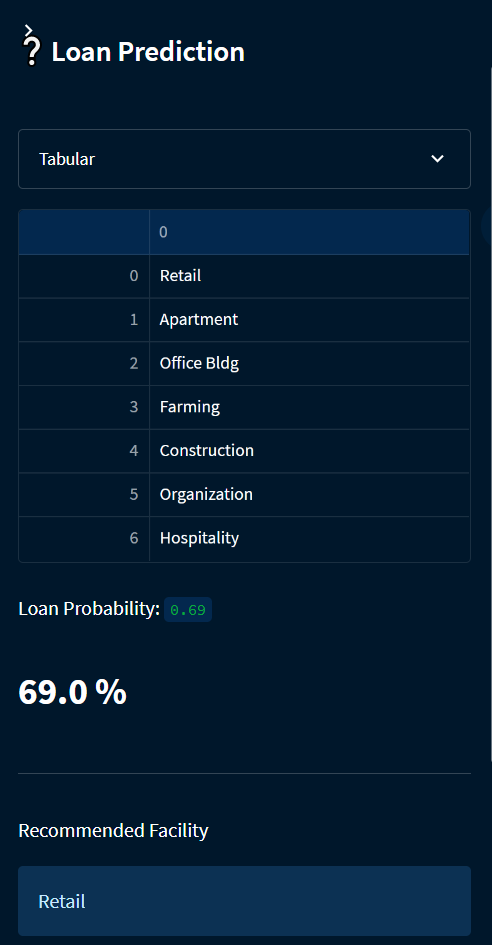 ❓ Loan Prediction
Tabular
0
0 Retail
1 Apartment
2 Office Bldg
3 Farming
4 Construction
5 Organization
6 Hospitality
Loan Probability: 0.69
69.0 %
Recommended Facility
Retail